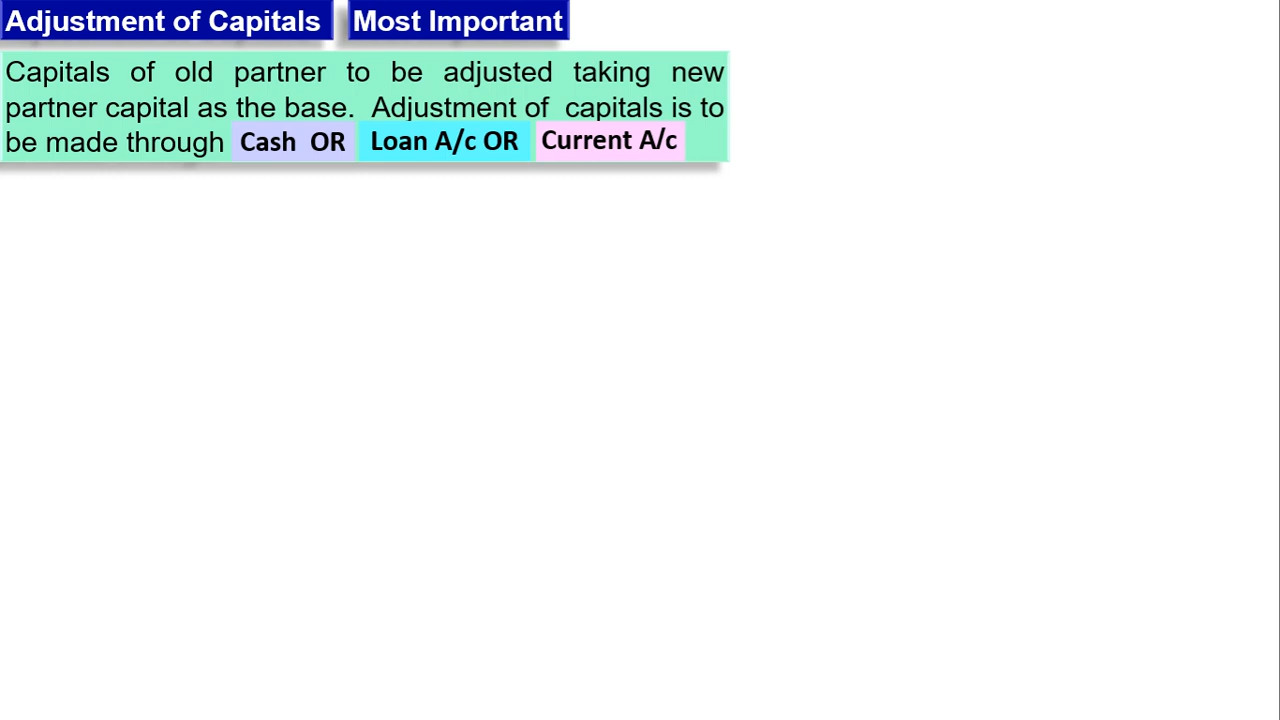 Adjustment of Capitals Most Important
Capitals of old partner to be adjusted taking new
partner capital as the base. Adjustment of capitals is to
be made through Cash OR Loan A/c OR Current A/c